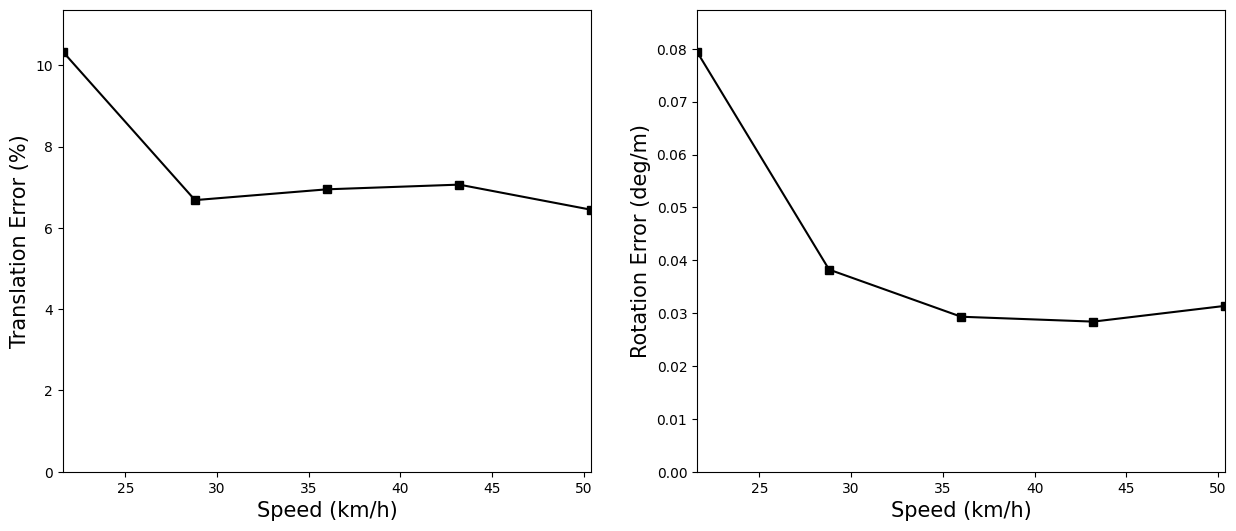 Translation Error (%)
10
8
6
4
2
0
25 30 35 40 45 50
Speed (km/h)
Rotation Error (deg/m)
0.08
0.07
0.06
0.05
0.04
0.03
0.02
0.01
0.00
25 30 35 40 45 50
Speed (km/h)